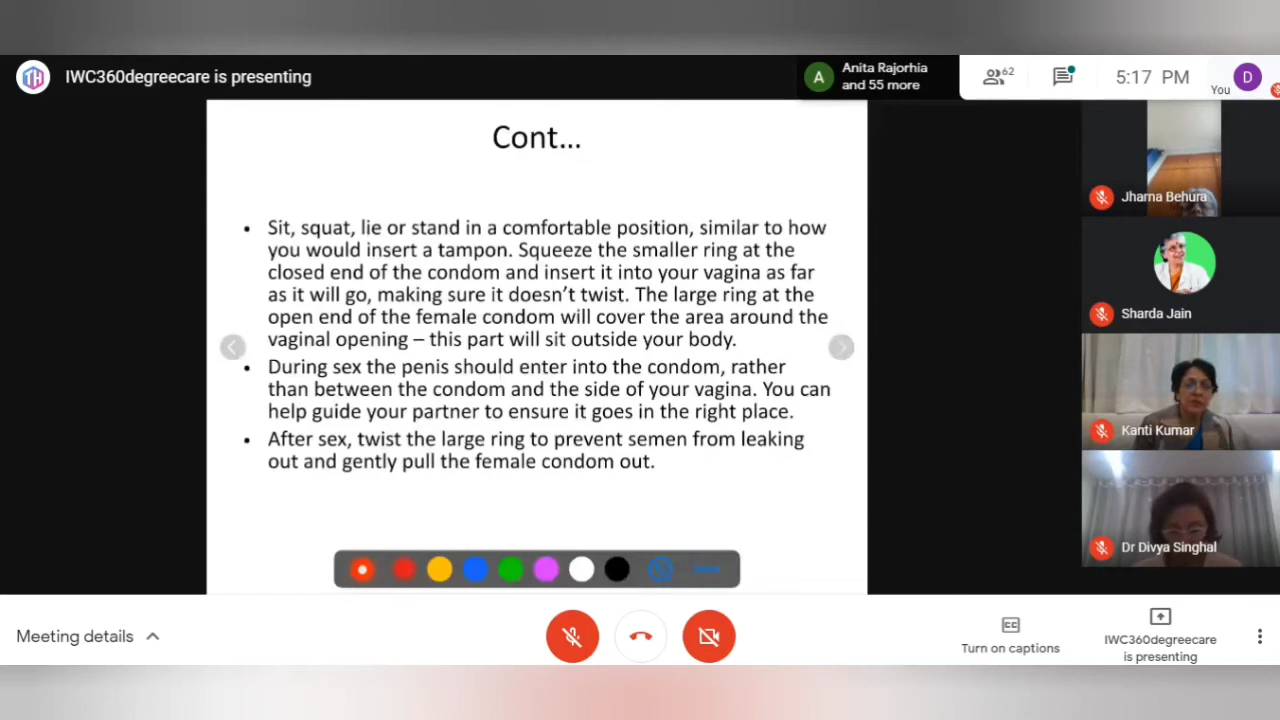 IWC360degreecare is presenting
A
Anita Rajorhia
and 55 more
62
5:17 PM
You
D
Cont...
• Sit, squat, lie or stand in a comfortable position, similar to how
you would insert a tampon. Squeeze the smaller ring at the
closed end of the condom and insert it into your vagina as far
as it will go, making sure it doesn't twist. The large ring at the
open end of the female condom will cover the area around the
vaginal opening – this part will sit outside your body.
• During sex the penis should enter into the condom, rather
than between the condom and the side of your vagina. You can
help guide your partner to ensure it goes in the right place.
• After sex, twist the large ring to prevent semen from leaking
out and gently pull the female condom out.
Jharna Behura
Sharda Jain
Kanti Kumar
Dr Divya Singhal
Meeting details
CC
Turn on captions
IWC360degreecare
is presenting